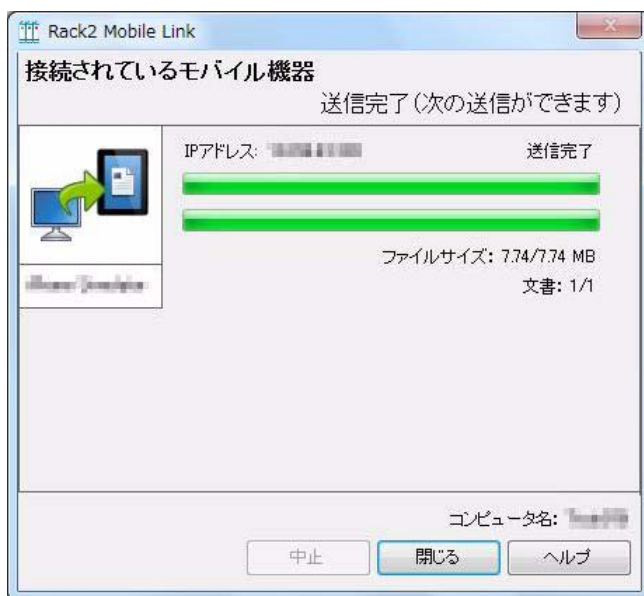 Rack2 Mobile Link
接続されているモバイル機器
送信完了(次の送信ができます)
IPアドレス: 送信完了
ファイルサイズ: 7.74/7.74 MB
文書: 1/1
コンピュータ名:
中止 閉じる ヘルプ